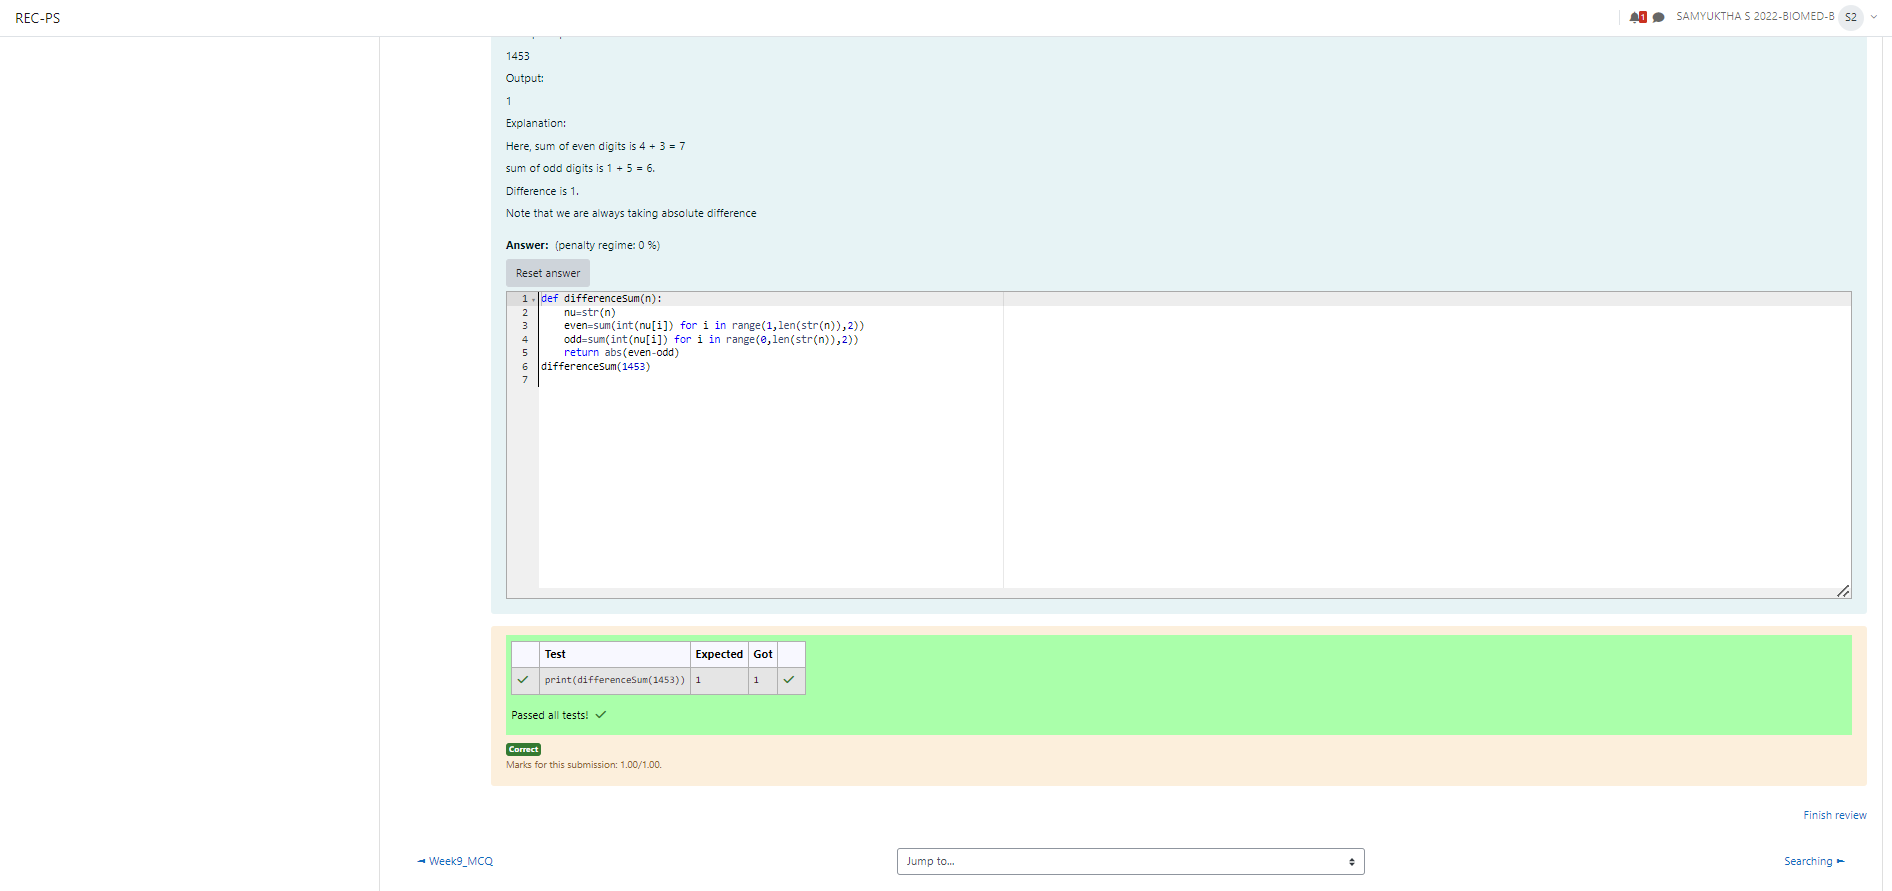 REC-PS
1
SAMYUKTHA S 2022-BIOMED-B
S2
1453
Output:
1
Explanation:
Here, sum of even digits is 4 + 3 = 7
sum of odd digits is 1 + 5 = 6.
Difference is 1.
Note that we are always taking absolute difference
Answer: (penalty regime: 0 %)
Reset answer
1 def differenceSum(n):
2     nu=str(n)
3     even=sum(int(nu[i]) for i in range(1,len(str(n)),2))
4     odd=sum(int(nu[i]) for i in range(0,len(str(n)),2))
5     return abs(even-odd)
6 differenceSum(1453)
7
Test Expected Got
✓ print(differenceSum(1453)) 1 1 ✓
Passed all tests! ✓
Correct
Marks for this submission: 1.00/1.00.
Finish review
◄ Week9_MCQ
Jump to...
Searching ►